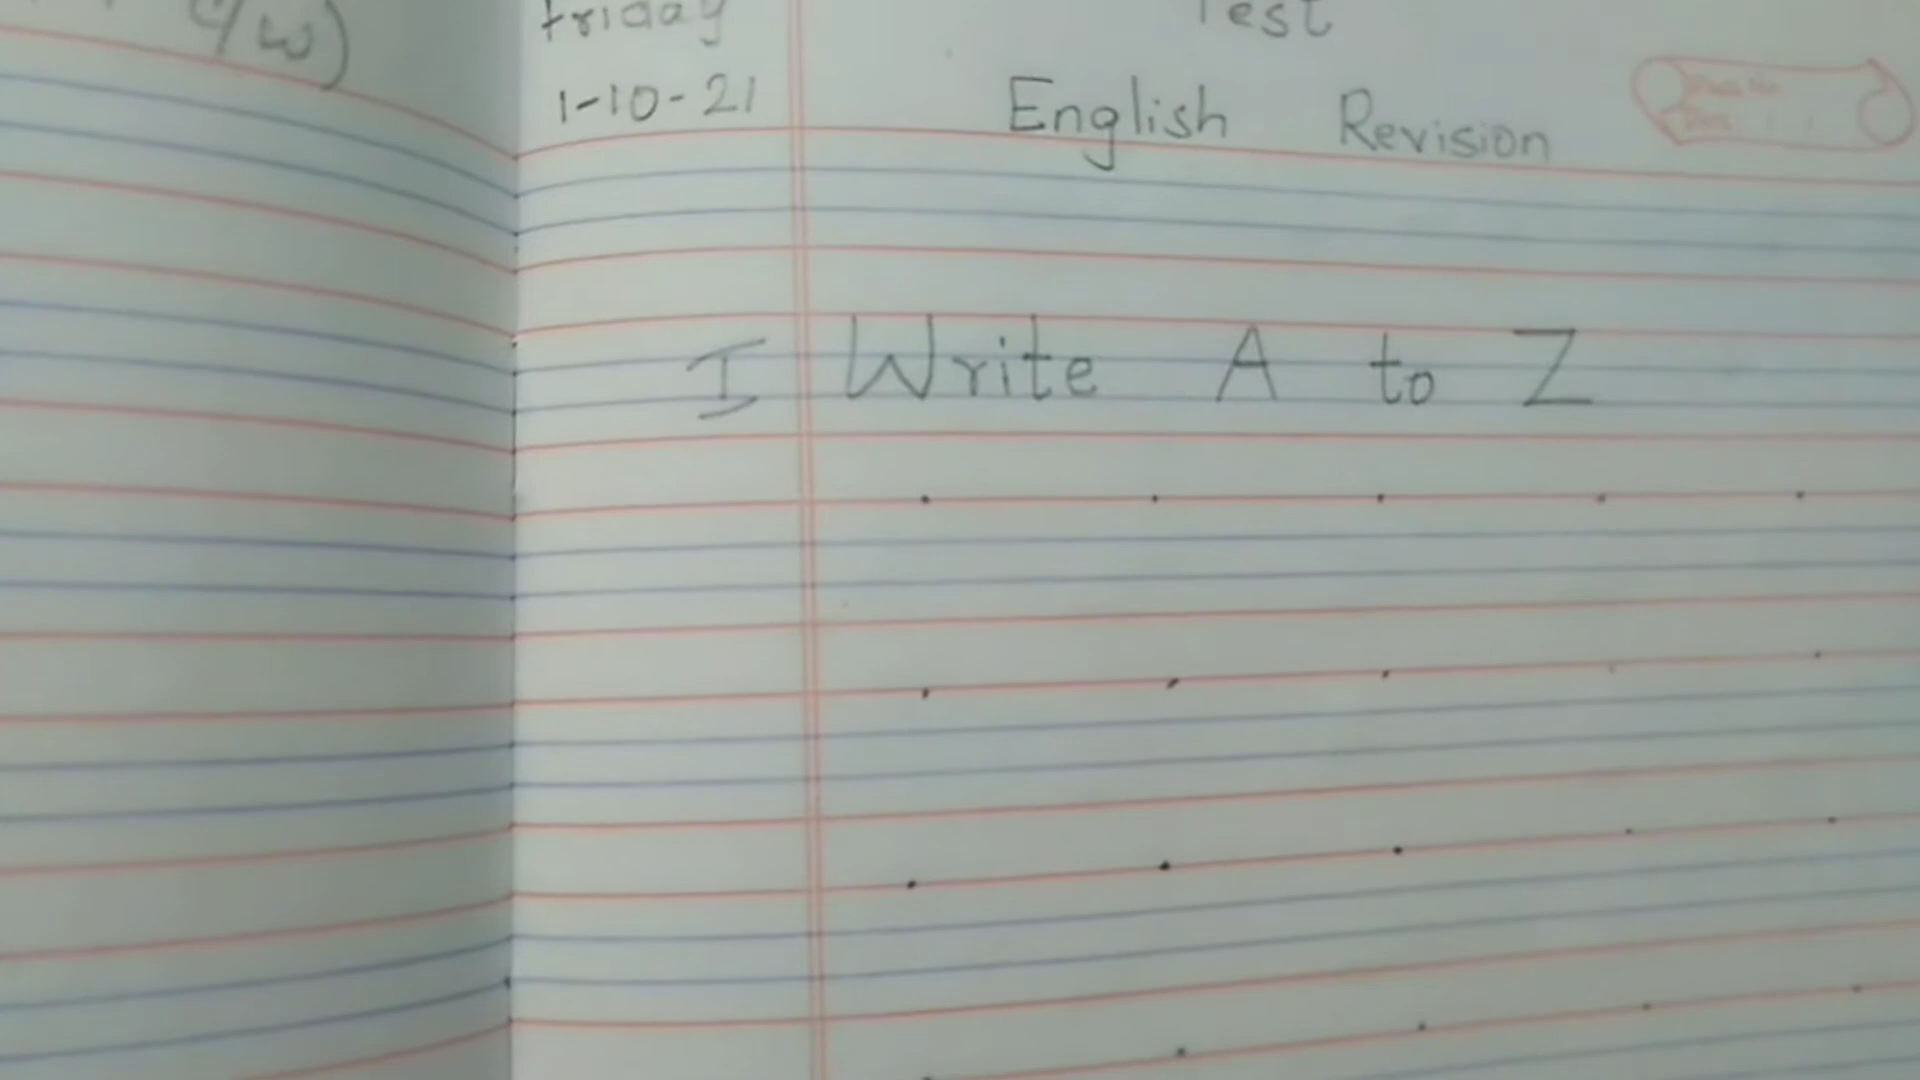 C/W)
Friday
Test
1-10-21
English Revision
I Write A to Z